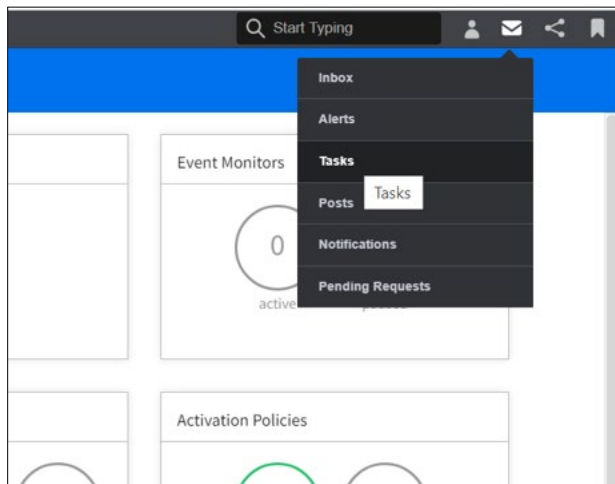 Start Typing
Inbox
Alerts
Event Monitors
Tasks
Tasks
Posts
0
Notifications
Pending Requests
active
Activation Policies